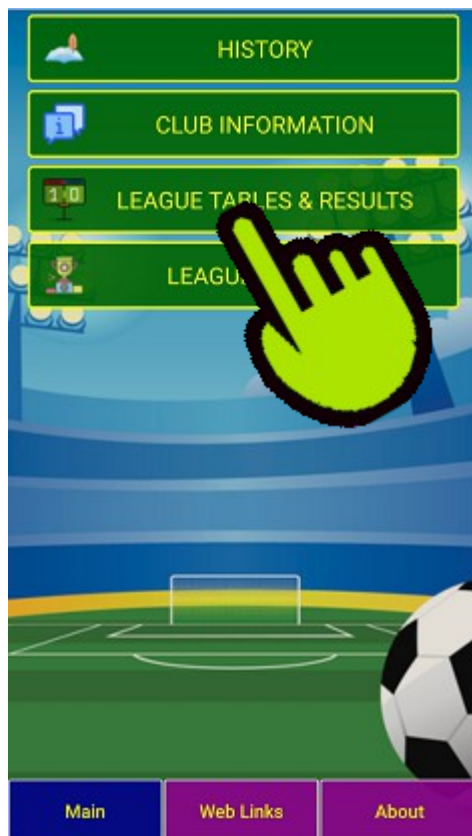 HISTORY
CLUB INFORMATION
1 0
LEAGUE TABLES & RESULTS
Main
Web Links
About